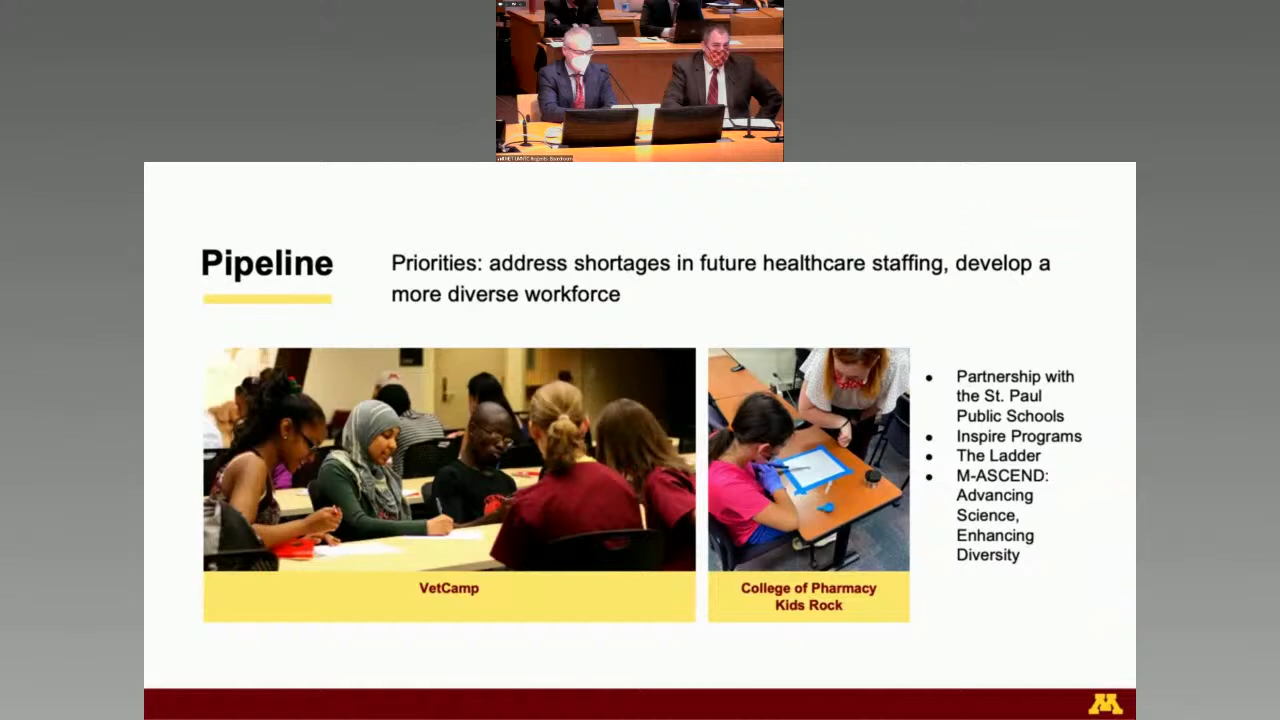 Pipeline
Priorities: address shortages in future healthcare staffing, develop a
more diverse workforce
• Partnership with
the St. Paul
Public Schools
• Inspire Programs
• The Ladder
• M-ASCEND:
Advancing
Science,
Enhancing
Diversity
VetCamp
College of Pharmacy
Kids Rock
M